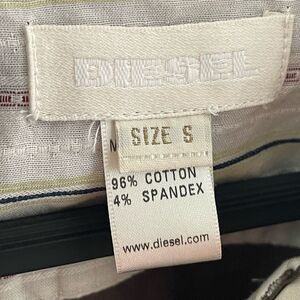 DIESEL
N
SIZE S
96% COTTON
4% SPANDEX
www.diesel.com